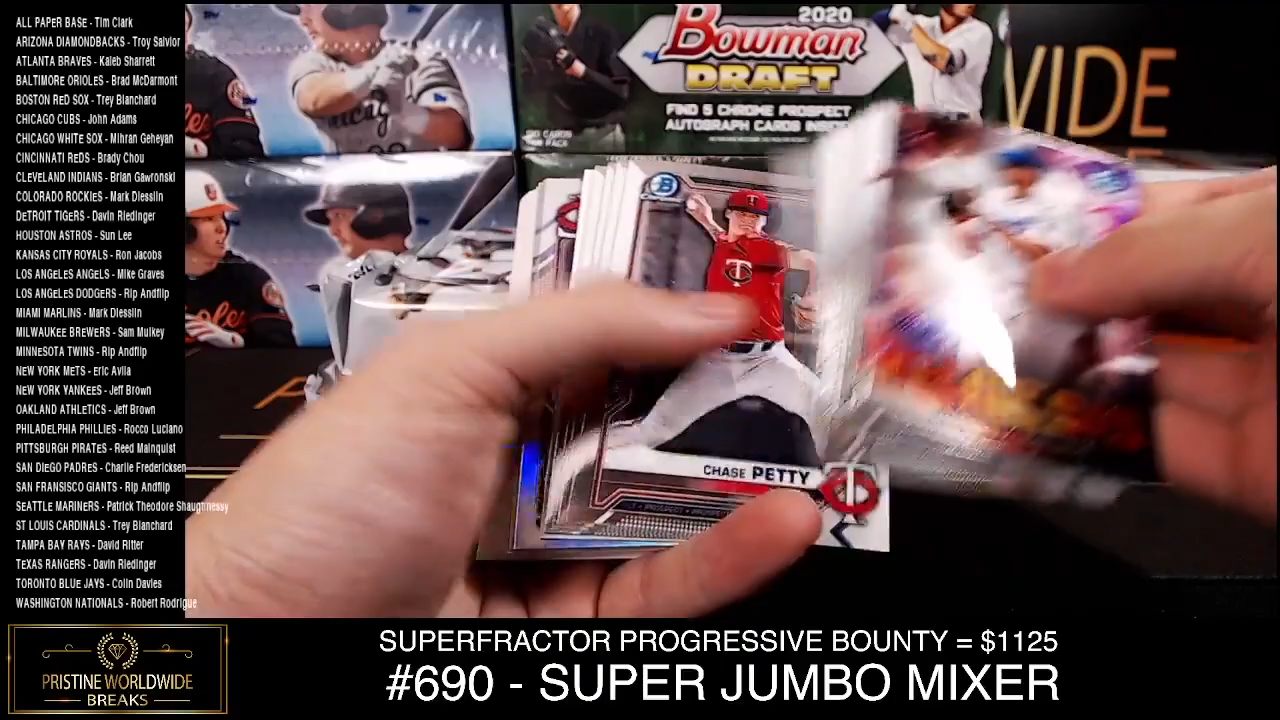 ALL PAPER BASE - Tim Clark
ARIZONA DIAMONDBACKS - Troy Salvior
ATLANTA BRAVES - Kaleb Sharrett
BALTIMORE ORIOLES - Brad McDarmont
BOSTON RED SOX - Trey Blanchard
CHICAGO CUBS - John Adams
CHICAGO WHITE SOX - Mihran Geheyan
CINCINNATI REDS - Brady Chou
CLEVELAND INDIANS - Brian Gawronski
COLORADO ROCKIES - Mark Diesslin
DETROIT TIGERS - Davin Riedinger
HOUSTON ASTROS - Sun Lee
KANSAS CITY ROYALS - Ron Jacobs
LOS ANGELES ANGELS - Mike Graves
LOS ANGELES DODGERS - Rip Andflip
MIAMI MARLINS - Mark Diesslin
MILWAUKEE BREWERS - Sam Mulkey
MINNESOTA TWINS - Rip Andflip
NEW YORK METS - Eric Avila
NEW YORK YANKEES - Jeff Brown
OAKLAND ATHLETICS - Jeff Brown
PHILADELPHIA PHILLIES - Rocco Luciano
PITTSBURGH PIRATES - Reed Mainquist
SAN DIEGO PADRES - Charlie Fredericksen
SAN FRANSISCO GIANTS - Rip Andflip
SEATTLE MARINERS - Patrick Theodore Shaughnessy
ST LOUIS CARDINALS - Trey Blanchard
TAMPA BAY RAYS - David Ritter
TEXAS RANGERS - Davin Riedinger
TORONTO BLUE JAYS - Colin Davies
WASHINGTON NATIONALS - Robert Rodrigue
2020
Bowman
DRAFT
FIND 5 CHROME PROSPECT
AUTOGRAPH CARDS
VIDE
CHASE PETTY
PRISTINE WORLDWIDE
BREAKS
SUPERFRACTOR PROGRESSIVE BOUNTY = $1125
#690 - SUPER JUMBO MIXER